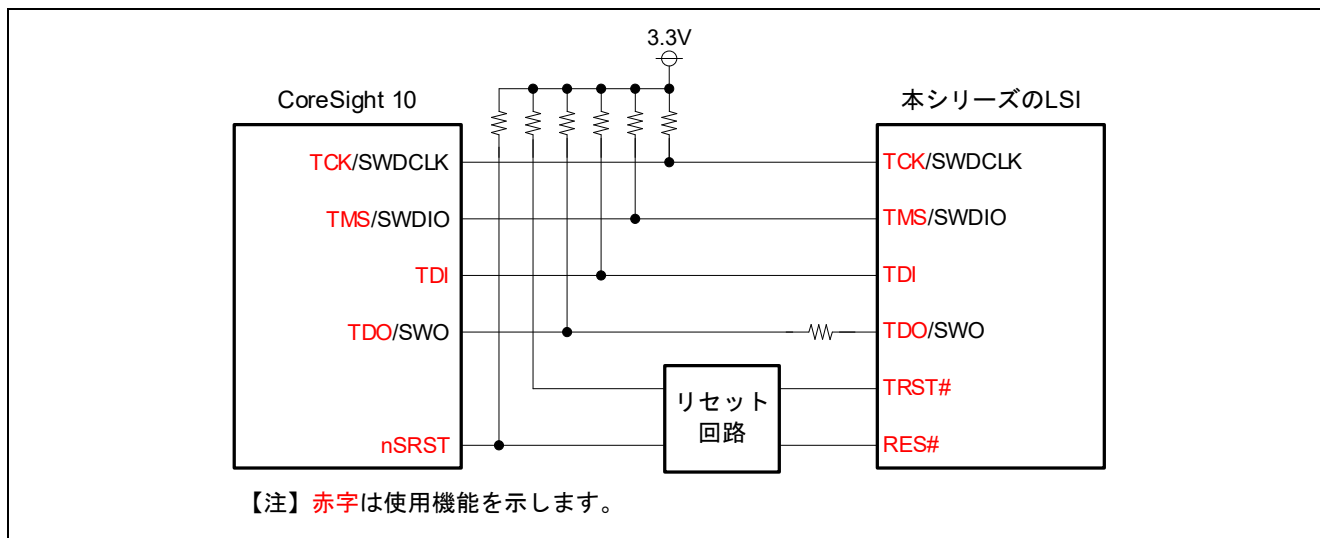 3.3V
CoreSight 10
本シリーズのLSI
TCK/SWDCLK
TCK/SWDCLK
TMS/SWDIO
TMS/SWDIO
TDI
TDI
TDO/SWO
TDO/SWO
リセット
回路
TRST#
nSRST
RES#
【注】赤字は使用機能を示します。